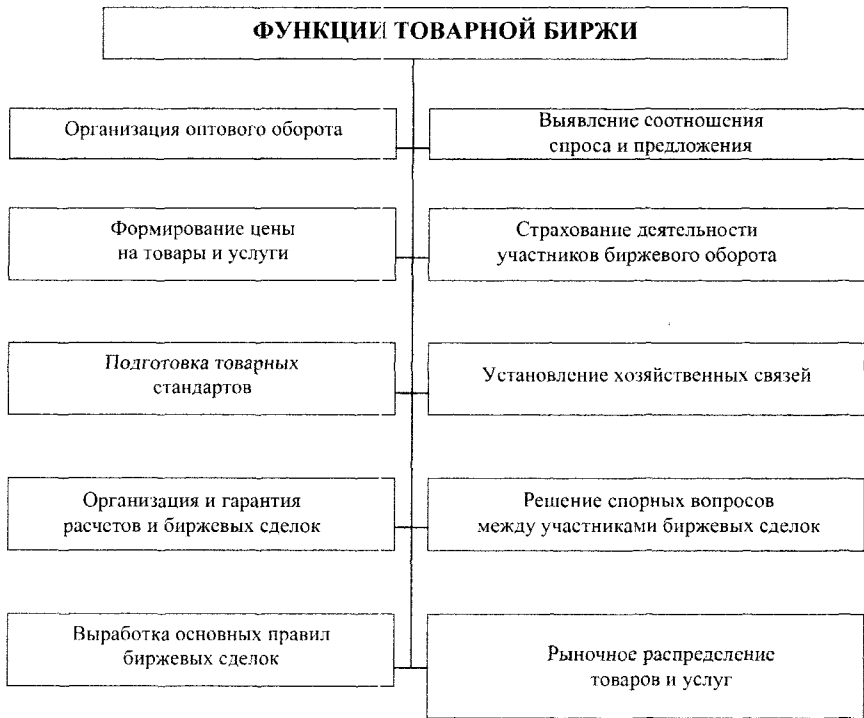 ФУНКЦИИ ТОВАРНОЙ БИРЖИ
Организация оптового оборота
Выявление соотношения
спроса и предложения
Формирование цены
на товары и услуги
Страхование деятельности
участников биржевого оборота
Подготовка товарных
стандартов
Установление хозяйственных связей
Организация и гарантия
расчетов и биржевых сделок
Решение спорных вопросов
между участниками биржевых сделок
Выработка основных правил
биржевых сделок
Рыночное распределение
товаров и услуг